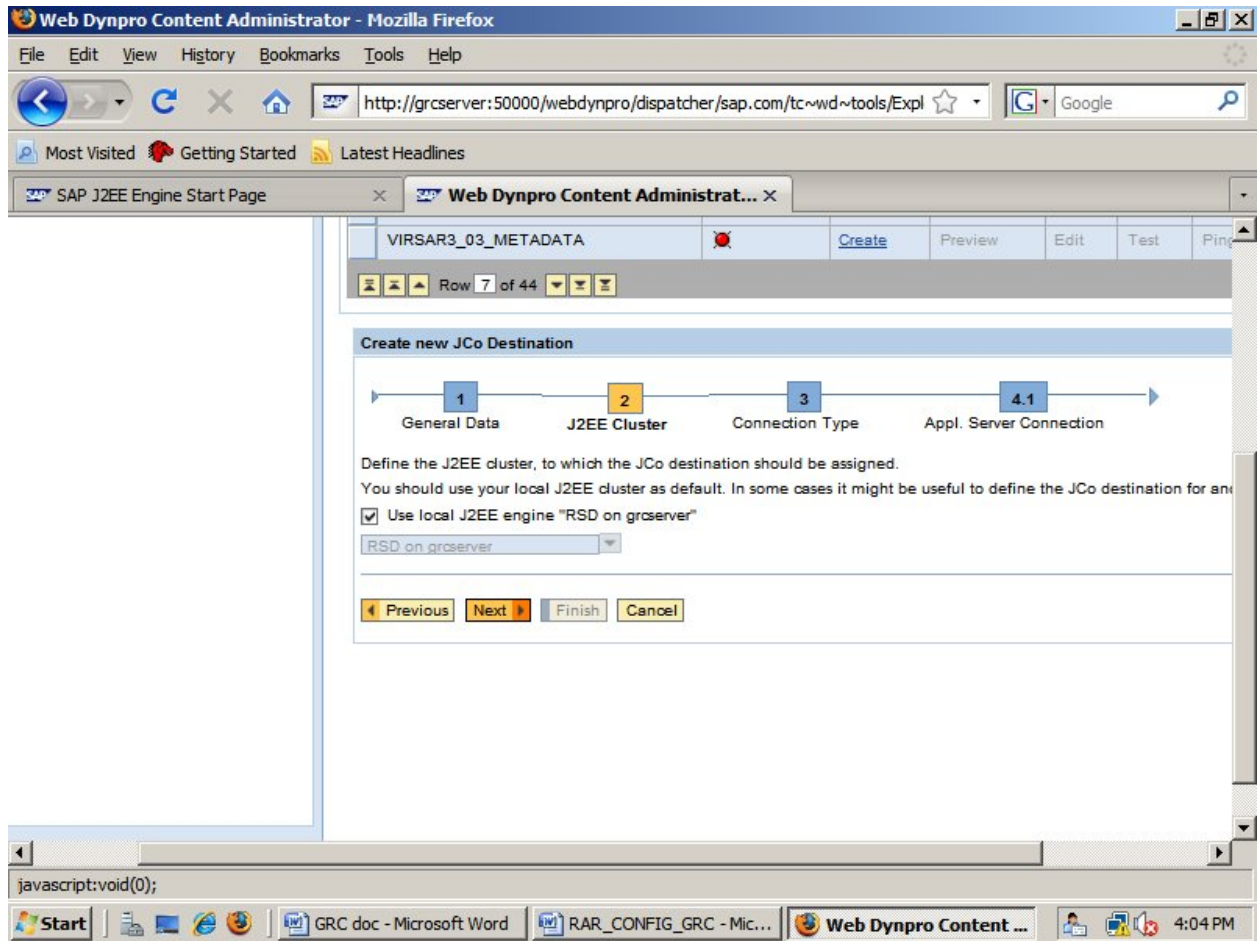 Web Dynpro Content Administrator - Mozilla Firefox
File Edit View History Bookmarks Tools Help
SAP http://grcserver:50000/webdynpro/dispatcher/sap.com/tc~wd~tools/Expl G Google
Most Visited Getting Started Latest Headlines
SAP SAP J2EE Engine Start Page SAP Web Dynpro Content Administrat...
VIRSAR3_03_METADATA Create Preview Edit Test Ping
Row 7 of 44
Create new JCo Destination
1 2 3 4.1
General Data J2EE Cluster Connection Type Appl. Server Connection
Define the J2EE cluster, to which the JCo destination should be assigned.
You should use your local J2EE cluster as default. In some cases it might be useful to define the JCo destination for
Use local J2EE engine "RSD on grcserver"
RSD on grcserver
Previous Next Finish Cancel
javascript:void(0);
Start GRC doc - Microsoft Word RAR_CONFIG_GRC - Mic... Web Dynpro Content ... 4:04 PM